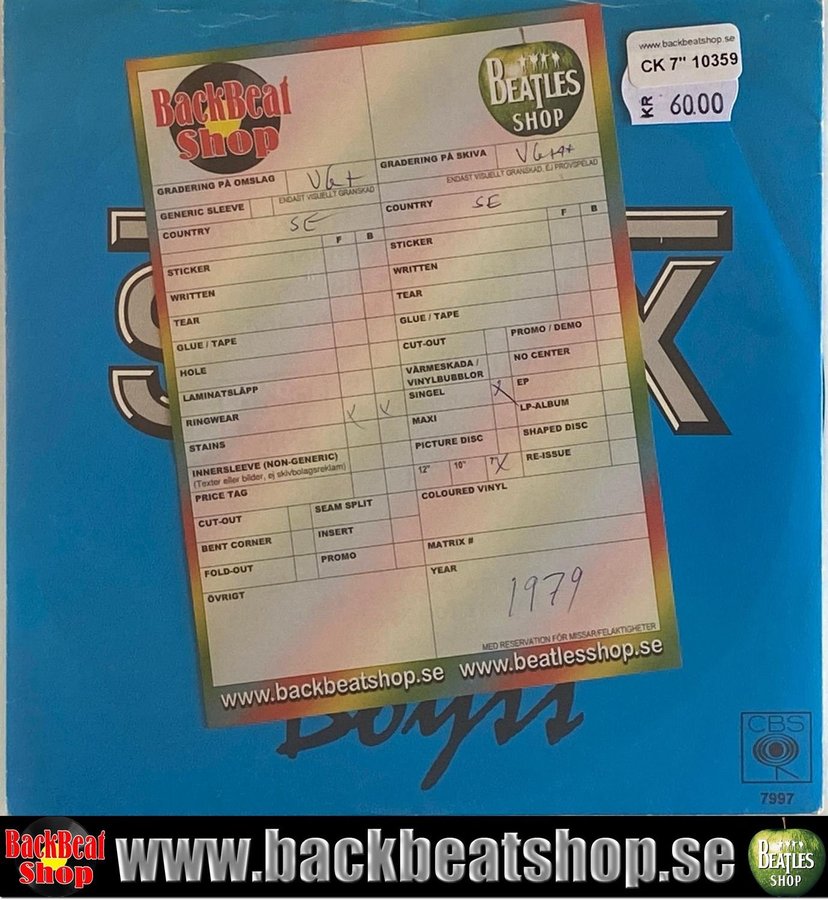 www.backbeatshop.se
CK 7" 10359
KR 60.00
BackBeat
Shop
BEATLES
SHOP
GRADERING PÅ OMSLAG VG+
ENDAST VISUELLT GRANSKAD
GENERIC SLEEVE
COUNTRY SE
F B
STICKER
WRITTEN
TEAR
GLUE / TAPE
HOLE
LAMINATSLÄPP
RINGWEAR X X
STAINS
INNERSLEEVE (NON-GENERIC)
(Texter eller bilder, ej skivbolagsreklam)
PRICE TAG
CUT-OUT SEAM SPLIT
BENT CORNER INSERT
FOLD-OUT PROMO
ÖVRIGT
GRADERING PÅ SKIVA VG++
ENDAST VISUELLT GRANSKAD, EJ PROVSPELAD
COUNTRY SE
F B
STICKER
WRITTEN
TEAR
GLUE / TAPE
CUT-OUT PROMO / DEMO
VÄRMESKADA /
VINYLBUBBLOR NO CENTER
SINGEL X EP
MAXI LP-ALBUM
PICTURE DISC SHAPED DISC
12" 10" 7" X RE-ISSUE
COLOURED VINYL
MATRIX #
YEAR
1979
MED RESERVATION FÖR MISSAR/FELAKTIGHETER
www.backbeatshop.se www.beatlesshop.se
CBS
7997
BackBeat
Shop
www.backbeatshop.se
BEATLES
SHOP